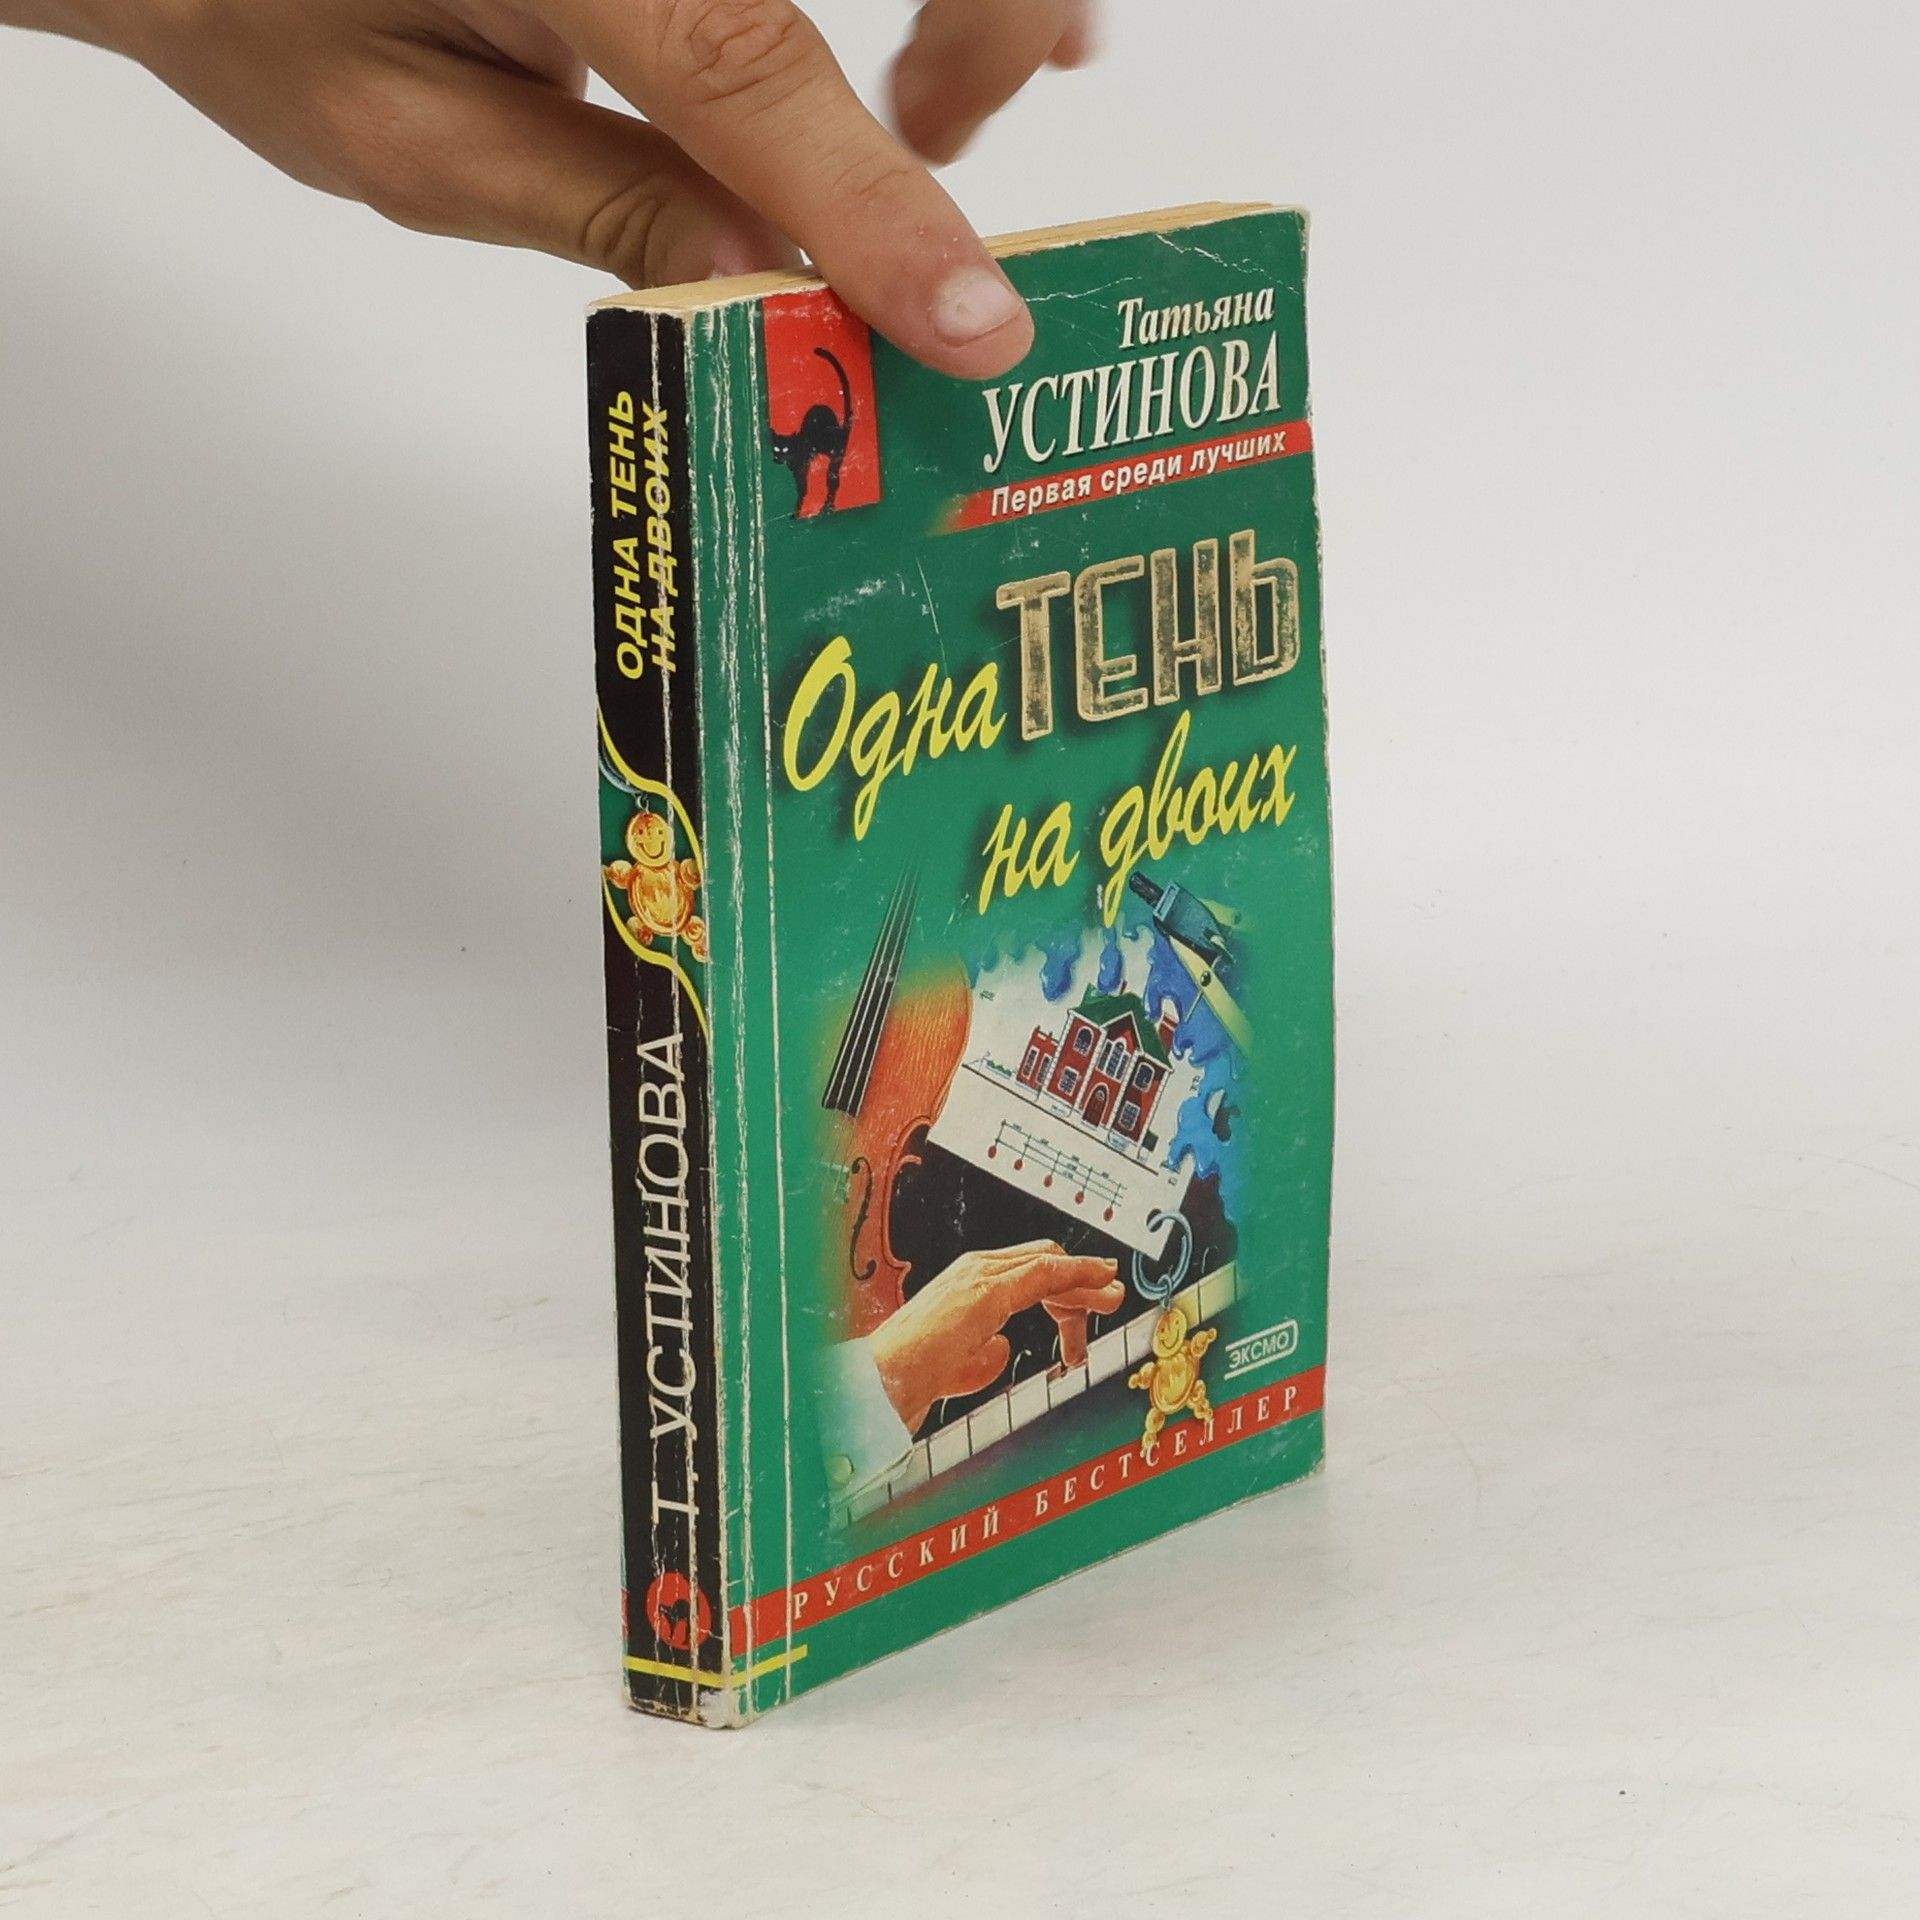 ОДНА ТЕНЬ
НА ДВОИХ
Т. УСТИНОВА
Татьяна
УСТИНОВА
Первая среди лучших
Одна ТЕНЬ
на двоих
ЭКСМО
РУССКИЙ БЕСТСЕЛЛЕР